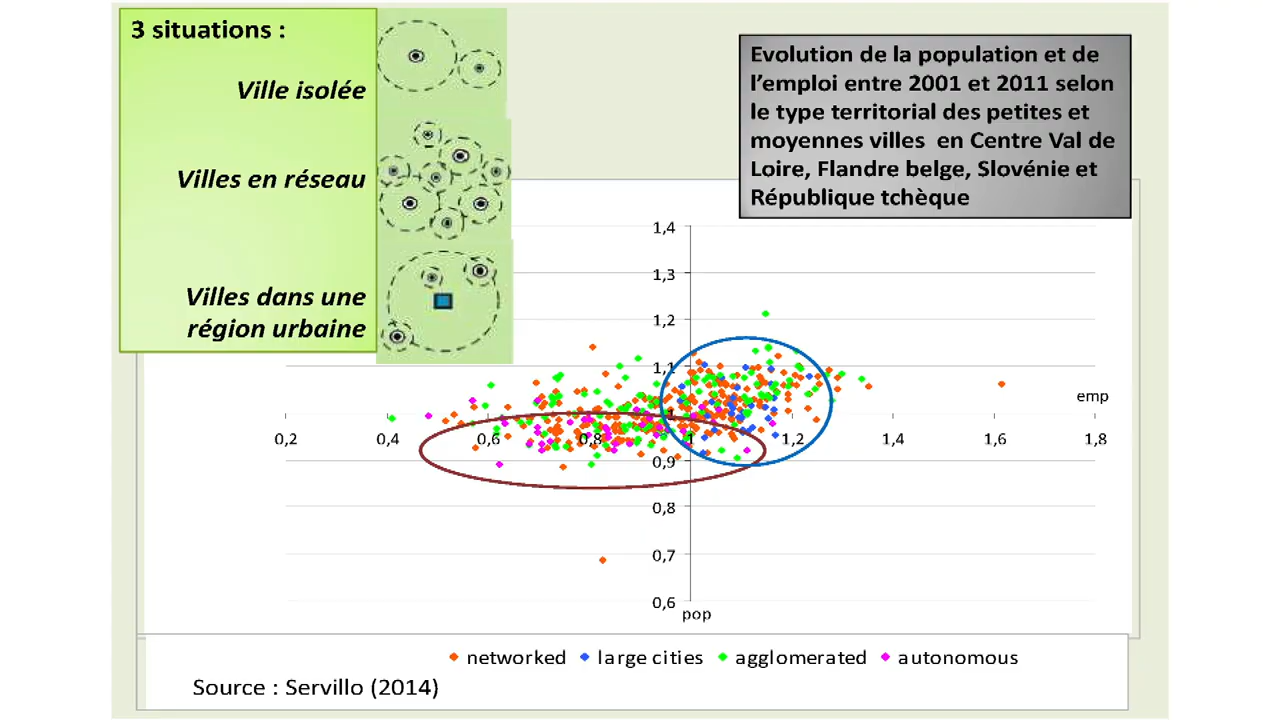 3 situations :
Ville isolée
Villes en réseau
Villes dans une
région urbaine
Evolution de la population et de
l’emploi entre 2001 et 2011 selon
le type territorial des petites et
moyennes villes en Centre Val de
Loire, Flandre belge, Slovénie et
République tchèque
1,4
1,3
1,2
1,1
emp
1
0,2 0,4 0,6 0,8 1 1,2 1,4 1,6 1,8
0,9
0,8
0,7
0,6
pop
networked large cities agglomerated autonomous
Source : Servillo (2014)